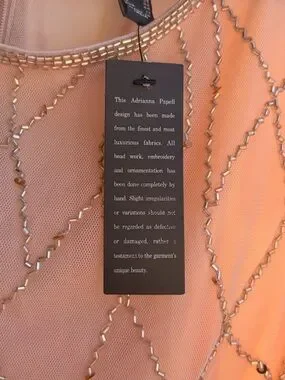 This Adrianna Papell
design has been made
from the finest and most
luxurious fabrics. All
bead work, embroidery
and ornamentation has
been done completely by
hand. Slight irregularities
or variations should not
be regarded as defective
or damaged, rather a
testament to the garment's
unique beauty.